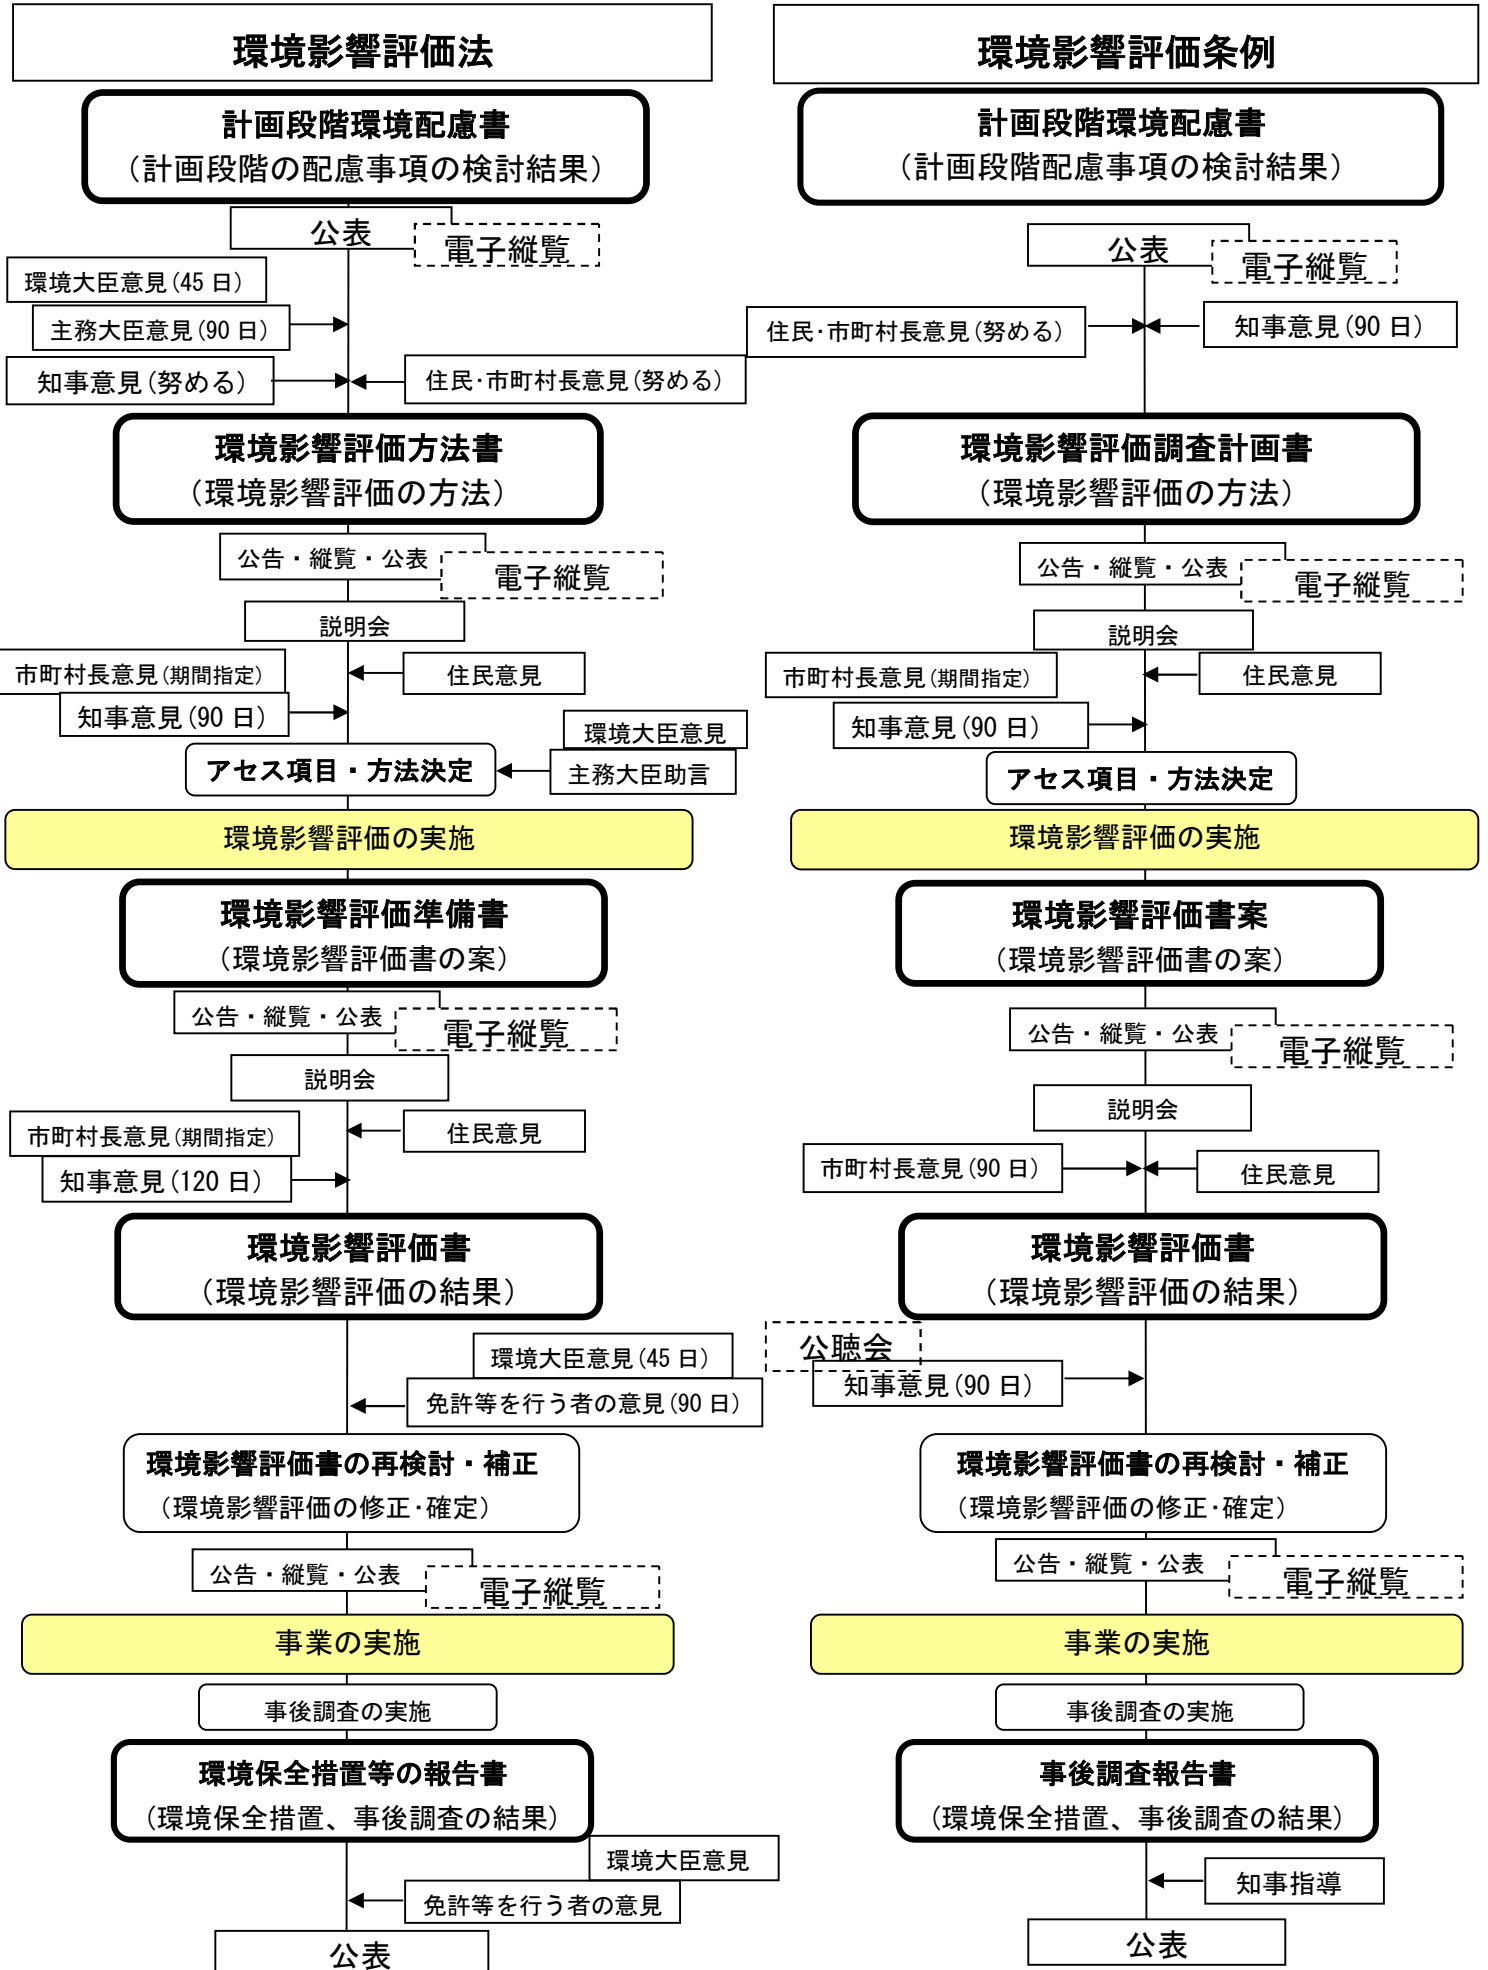 環境影響評価法
計画段階環境配慮書
（計画段階の配慮事項の検討結果）
公表
電子縦覧
環境大臣意見(45 日)
主務大臣意見(90 日)
知事意見(努める)
住民･市町村長意見(努める)
環境影響評価方法書
（環境影響評価の方法）
公告・縦覧・公表
電子縦覧
説明会
市町村長意見(期間指定)
住民意見
知事意見(90 日)
環境大臣意見
アセス項目・方法決定
主務大臣助言
環境影響評価の実施
環境影響評価準備書
（環境影響評価書の案）
公告・縦覧・公表
電子縦覧
説明会
市町村長意見(期間指定)
住民意見
知事意見(120 日)
環境影響評価書
（環境影響評価の結果）
環境大臣意見(45 日)
免許等を行う者の意見(90 日)
環境影響評価書の再検討・補正
（環境影響評価の修正･確定）
公告・縦覧・公表
電子縦覧
事業の実施
事後調査の実施
環境保全措置等の報告書
（環境保全措置、事後調査の結果）
環境大臣意見
免許等を行う者の意見
公表
環境影響評価条例
計画段階環境配慮書
（計画段階配慮事項の検討結果）
公表
電子縦覧
住民･市町村長意見(努める)
知事意見(90 日)
環境影響評価調査計画書
（環境影響評価の方法）
公告・縦覧・公表
電子縦覧
説明会
市町村長意見(期間指定)
住民意見
知事意見(90 日)
アセス項目・方法決定
環境影響評価の実施
環境影響評価書案
（環境影響評価書の案）
公告・縦覧・公表
電子縦覧
説明会
市町村長意見(90 日)
住民意見
環境影響評価書
（環境影響評価の結果）
公聴会
知事意見(90 日)
環境影響評価書の再検討・補正
（環境影響評価の修正･確定）
公告・縦覧・公表
電子縦覧
事業の実施
事後調査の実施
事後調査報告書
（環境保全措置、事後調査の結果）
知事指導
公表